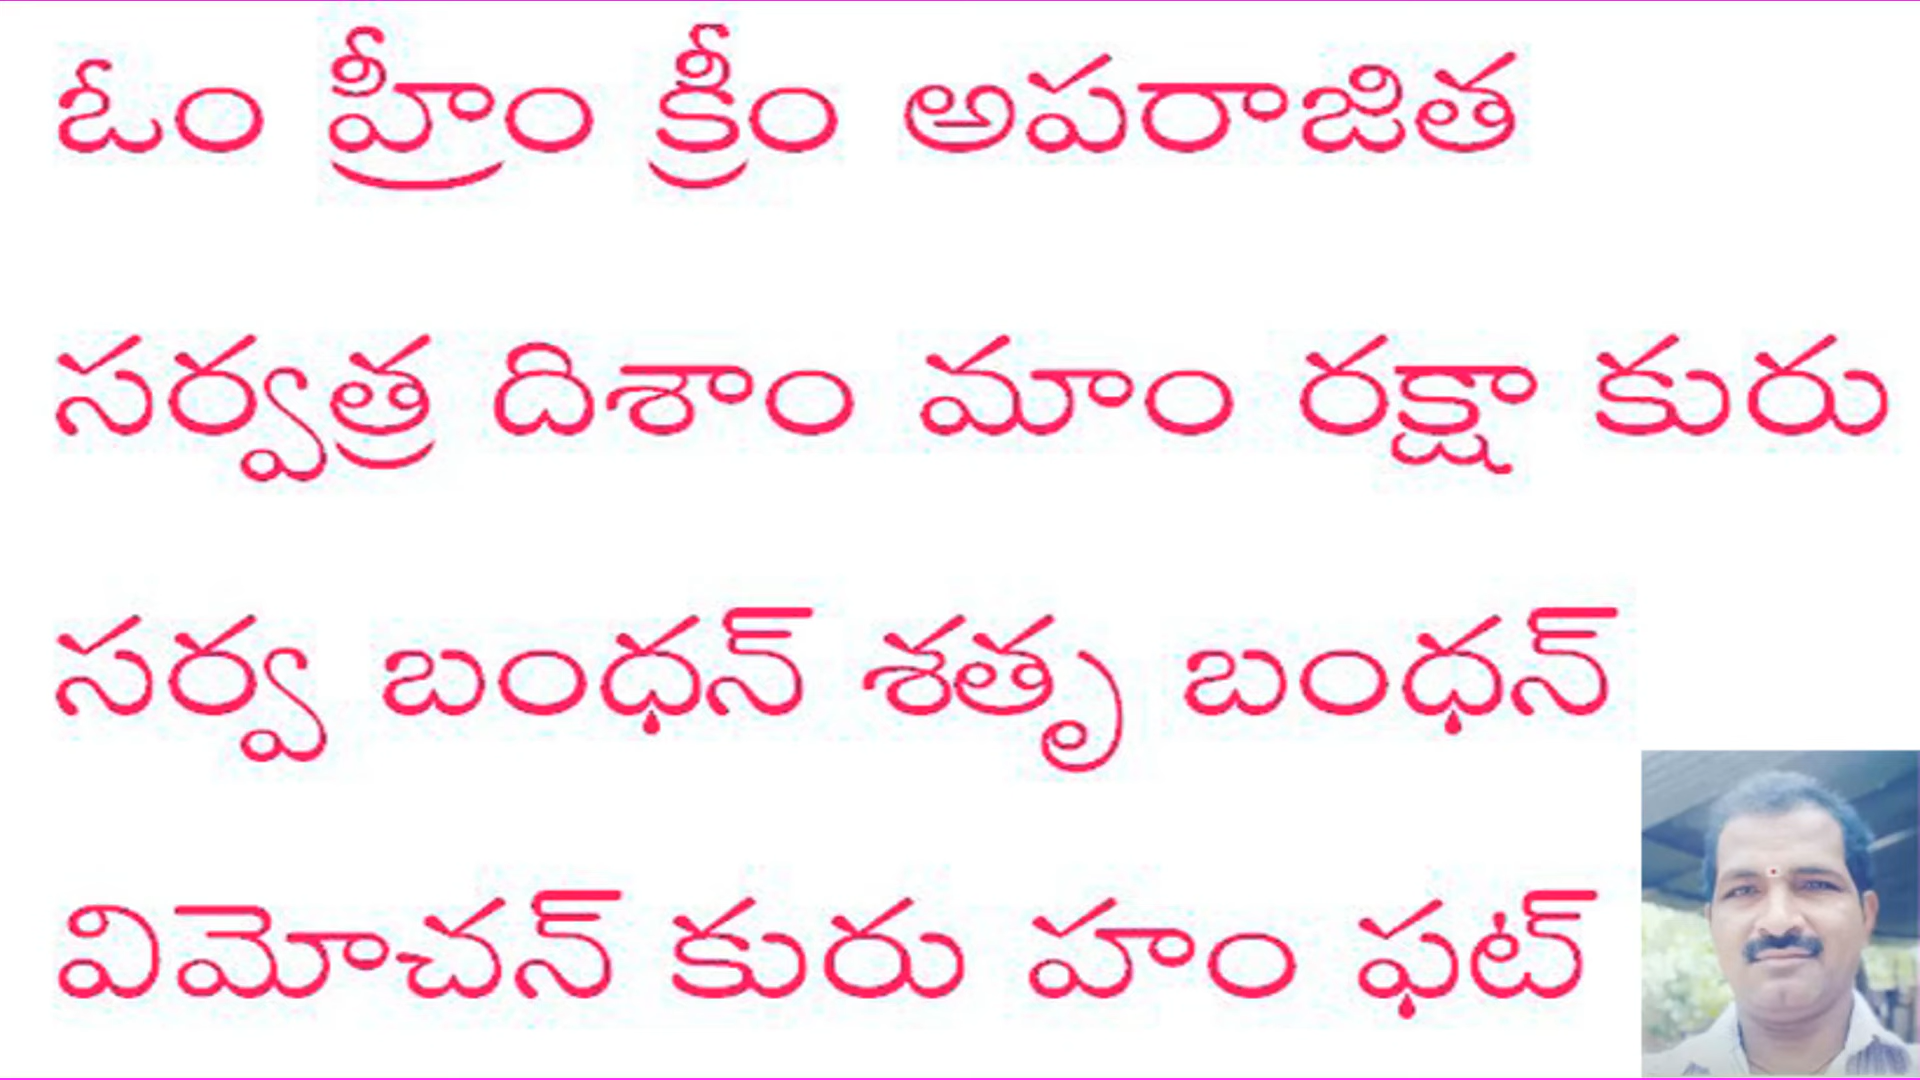 ఓం హ్రీం క్రీం అపరాజిత
సర్వత్ర దిశాం మాం రక్షా కురు
సర్వ బంధన్ శతృ బంధన్
విమోచన్ కురు హం ఫట్